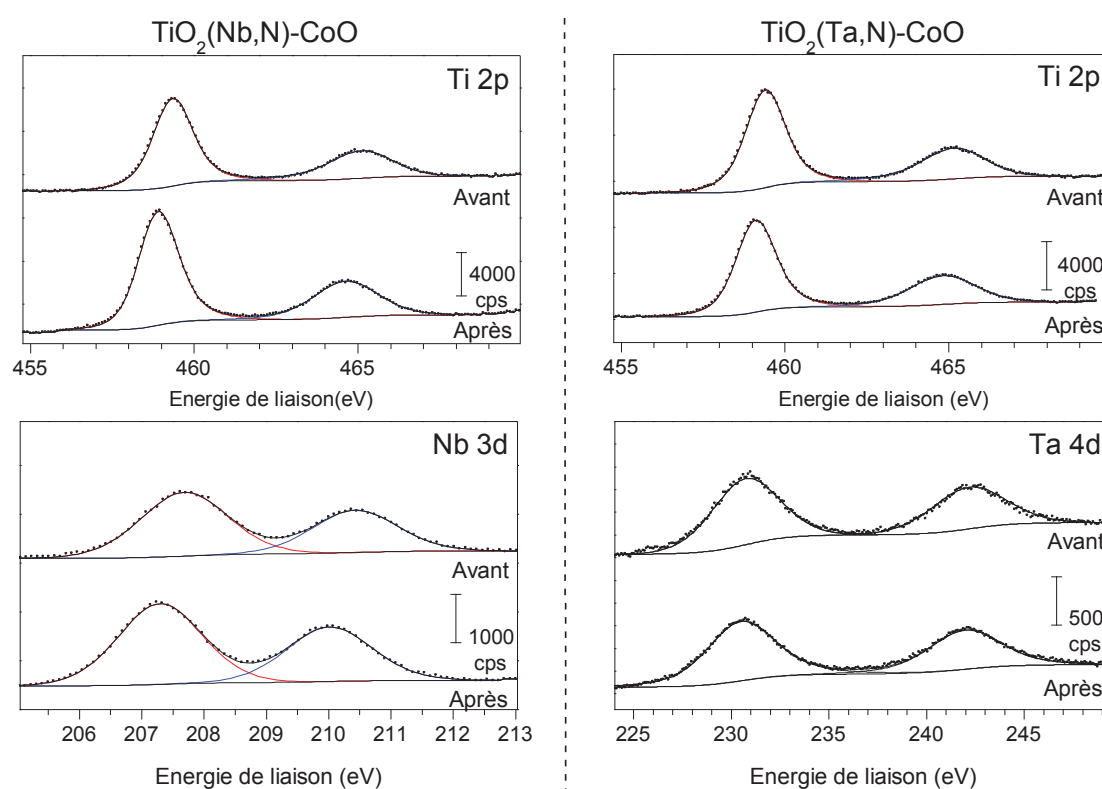 TiO2(Nb,N)-CoO
Ti 2p
Avant
4000
cps
Après
455 460 465
Energie de liaison(eV)
Nb 3d
Avant
1000
cps
Après
206 207 208 209 210 211 212 213
Energie de liaison (eV)
TiO2(Ta,N)-CoO
Ti 2p
Avant
4000
cps
Après
455 460 465
Energie de liaison (eV)
Ta 4d
Avant
500
cps
Après
225 230 235 240 245
Energie de liaison (eV)